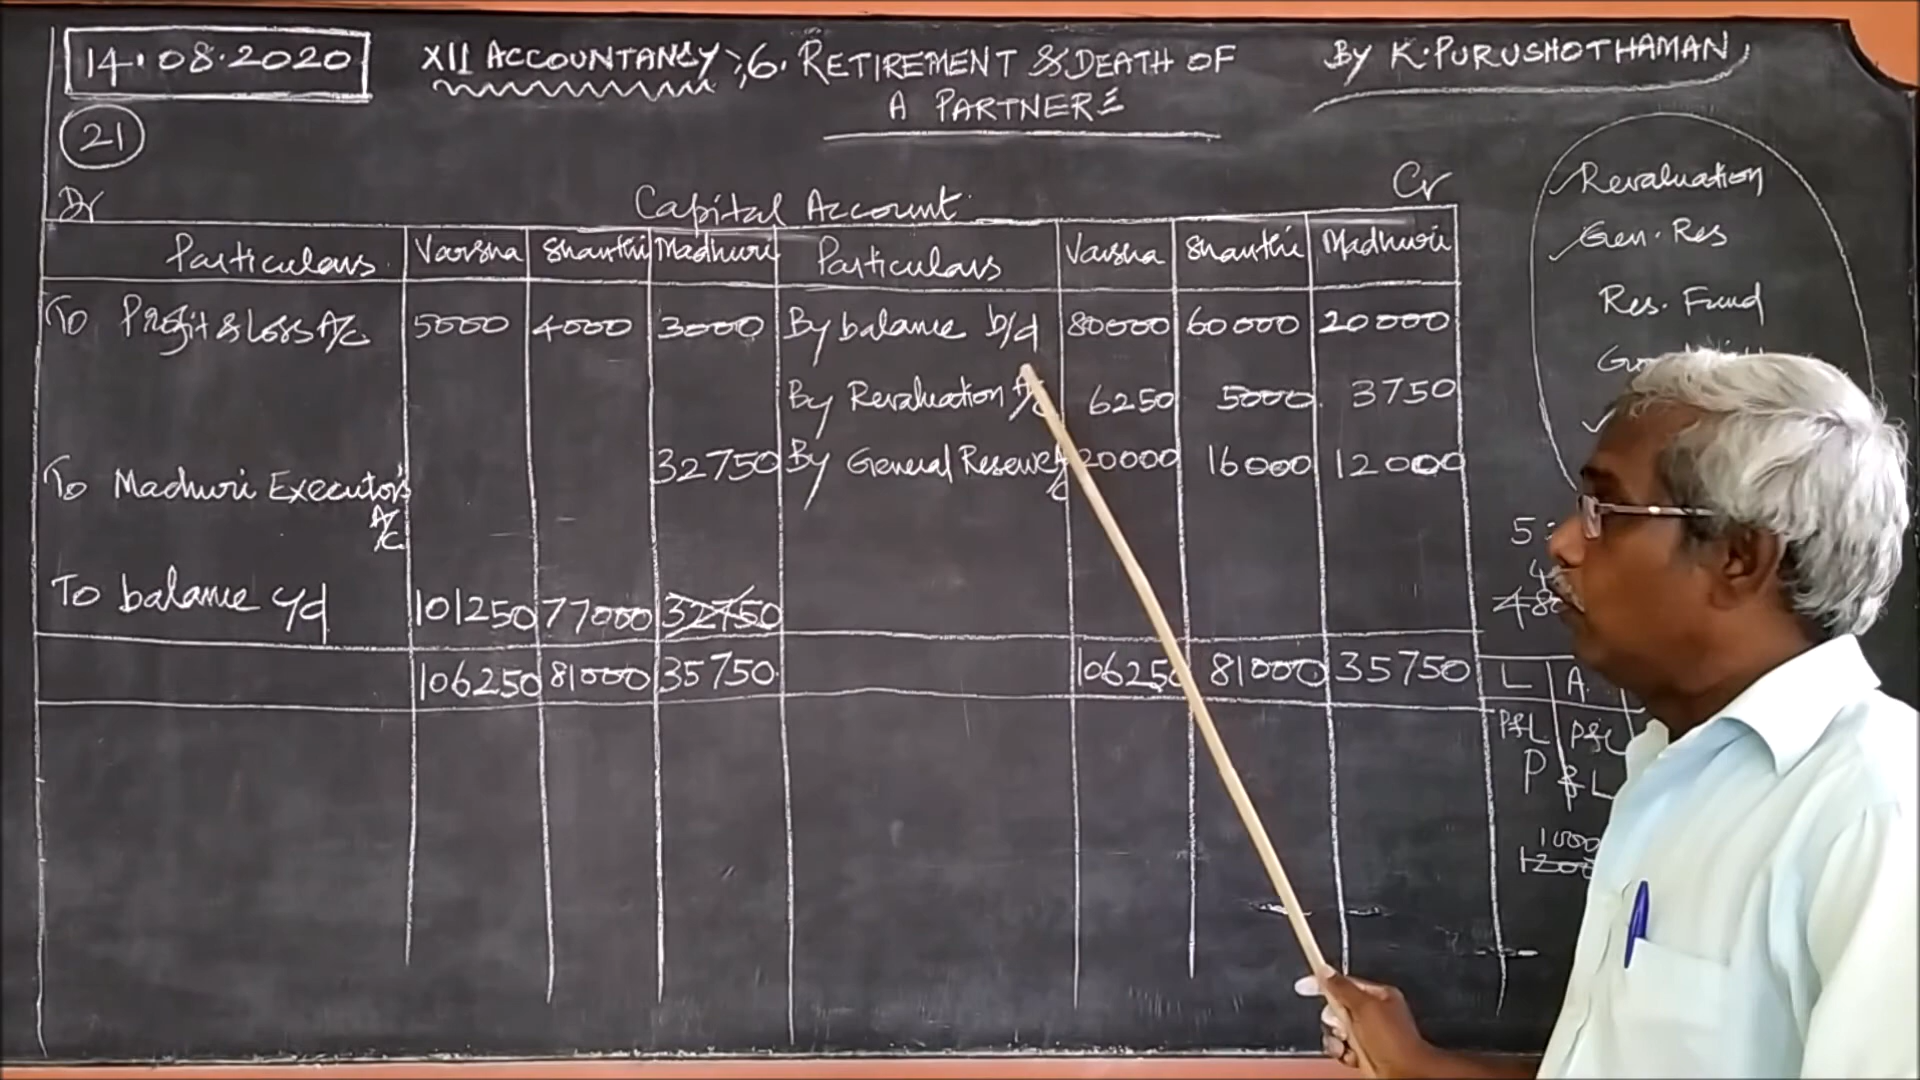 14.08.2020
XII ACCOUNTANCY :, 6. RETIREMENT & DEATH OF
A PARTNER
BY K. PURUSHOTHAMAN
21
Dr Capital Account Cr
Particulars Varsha Shanthi Madhuri Particulars Varsha Shanthi Madhuri
To Profit & Loss A/c 5000 4000 3000 By balance b/d 80000 60000 20000
By Revaluation A/c 6250 5000 3750
To Madhuri Executor's A/c 32750 By General Reserve A/c 20000 16000 12000
To balance c/d 101250 77000 32750
106250 81000 35750 106250 81000 35750
Revaluation
Gen. Res
Res. Fund
5:
L A
P&L P&L
P & L
1000
1200